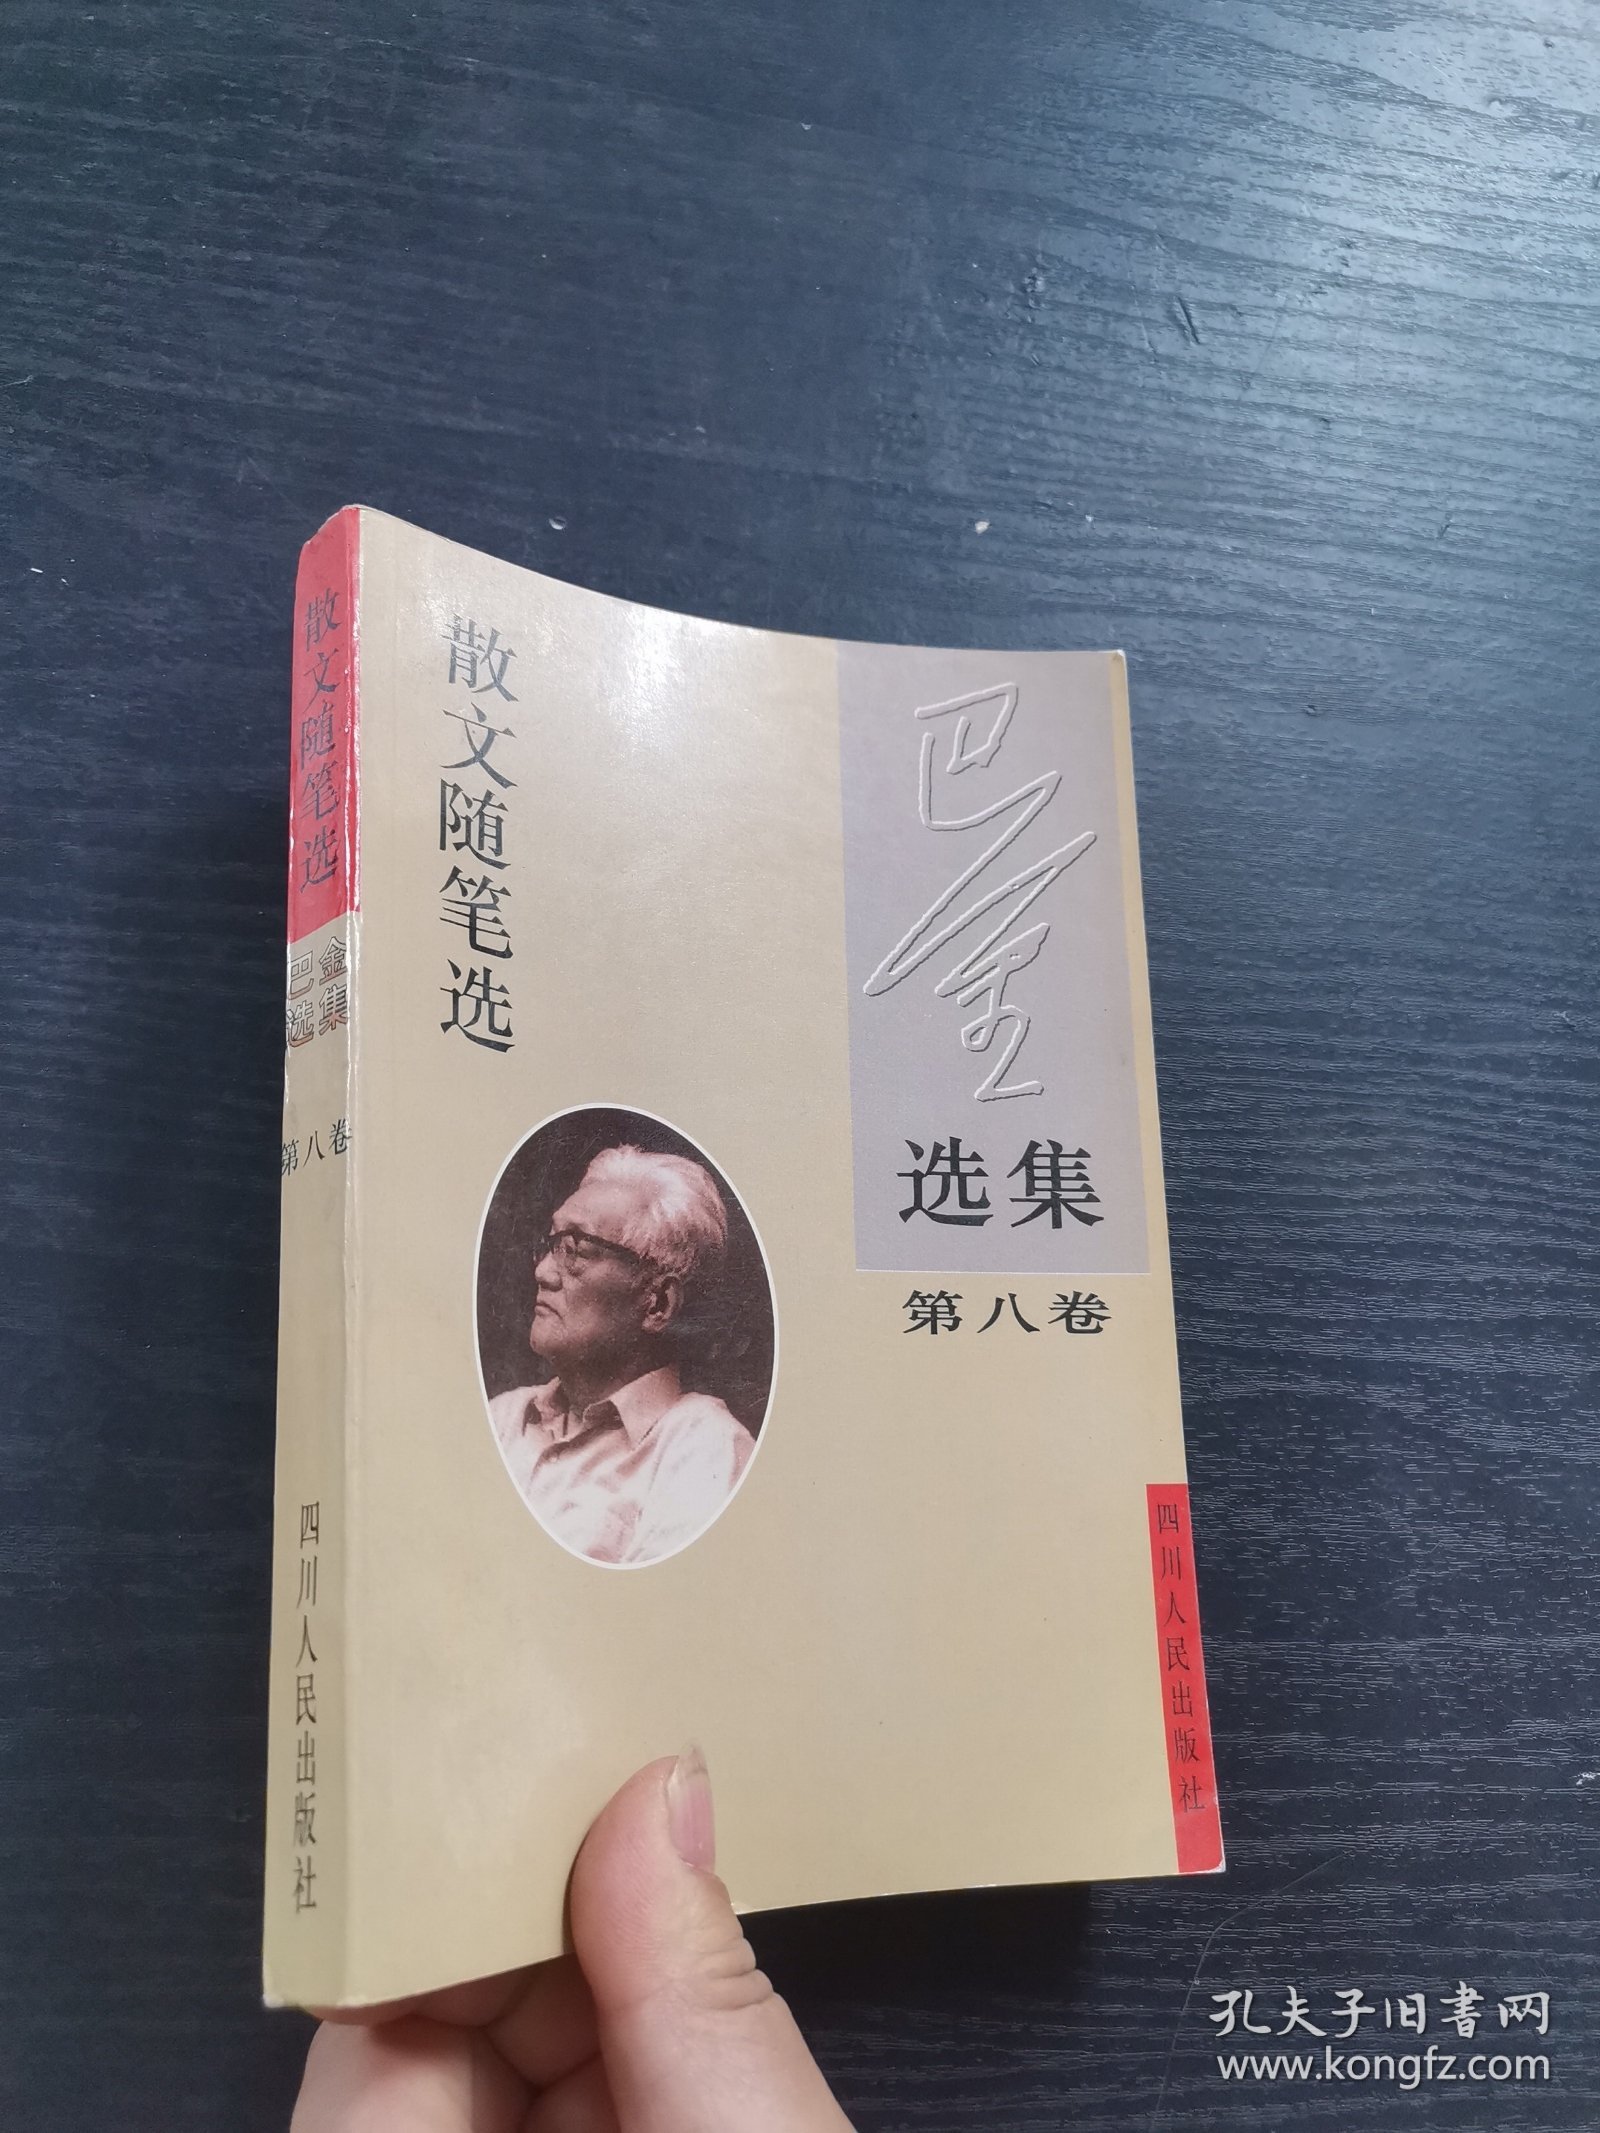 散文随笔选
巴金选集
第八卷
四川人民出版社
散文随笔选
巴金
选集
第八卷
四川人民出版社
孔夫子旧书网
www.kongfz.com